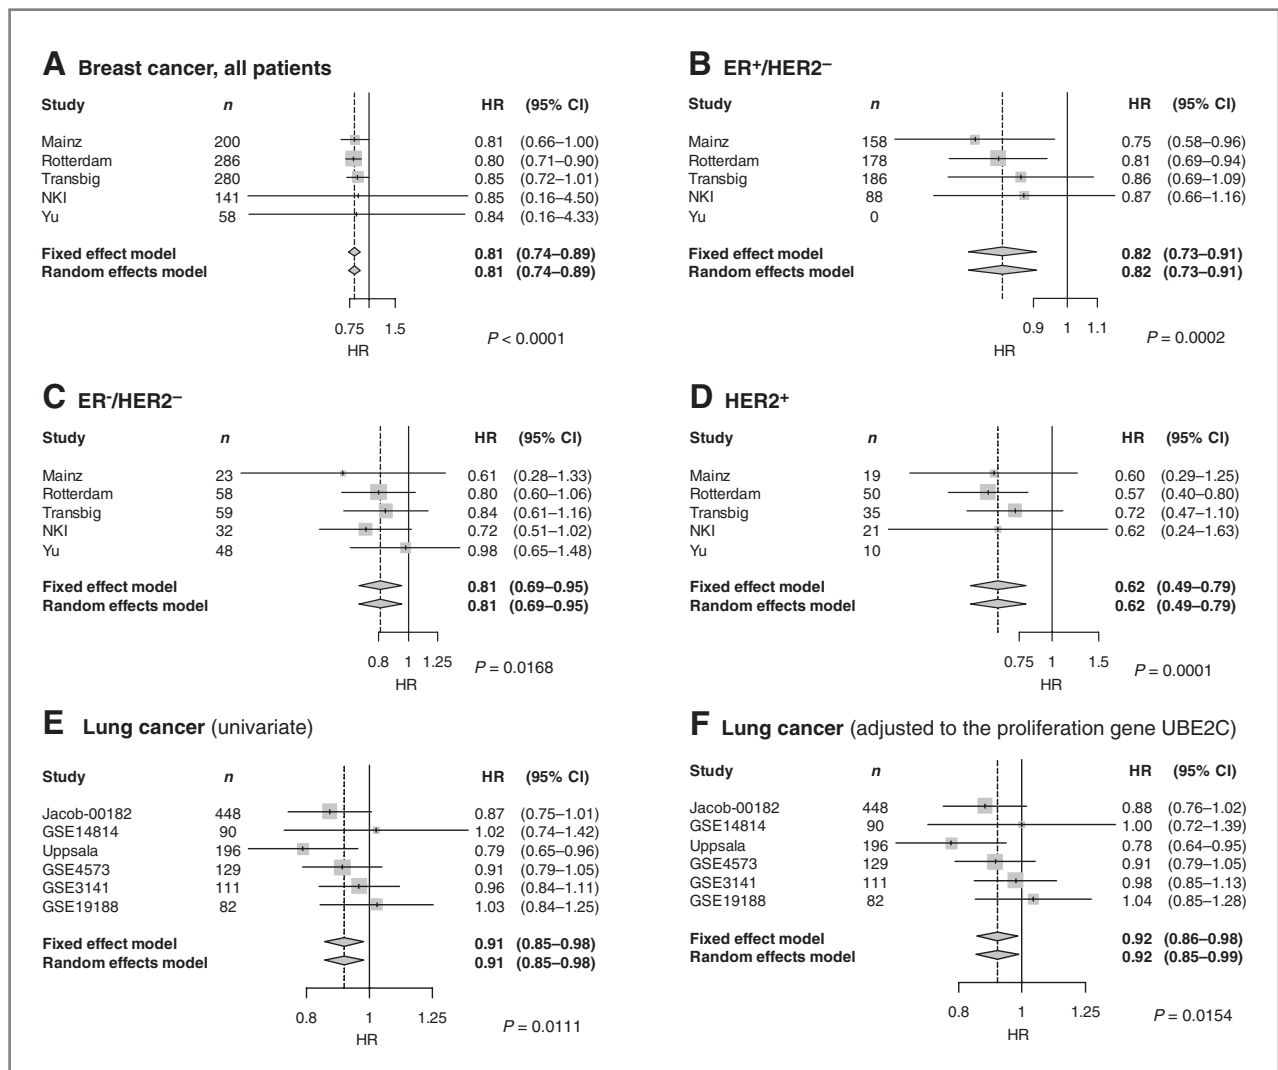 A Breast cancer, all patients
Study n HR (95% CI)
Mainz 200 0.81 (0.66–1.00)
Rotterdam 286 0.80 (0.71–0.90)
Transbig 280 0.85 (0.72–1.01)
NKI 141 0.85 (0.16–4.50)
Yu 58 0.84 (0.16–4.33)
Fixed effect model 0.81 (0.74–0.89)
Random effects model 0.81 (0.74–0.89)
0.75 1.5
HR
P < 0.0001
B ER+/HER2–
Study n HR (95% CI)
Mainz 158 0.75 (0.58–0.96)
Rotterdam 178 0.81 (0.69–0.94)
Transbig 186 0.86 (0.69–1.09)
NKI 88 0.87 (0.66–1.16)
Yu 0
Fixed effect model 0.82 (0.73–0.91)
Random effects model 0.82 (0.73–0.91)
0.9 1 1.1
HR
P = 0.0002
C ER-/HER2–
Study n HR (95% CI)
Mainz 23 0.61 (0.28–1.33)
Rotterdam 58 0.80 (0.60–1.06)
Transbig 59 0.84 (0.61–1.16)
NKI 32 0.72 (0.51–1.02)
Yu 48 0.98 (0.65–1.48)
Fixed effect model 0.81 (0.69–0.95)
Random effects model 0.81 (0.69–0.95)
0.8 1 1.25
HR
P = 0.0168
D HER2+
Study n HR (95% CI)
Mainz 19 0.60 (0.29–1.25)
Rotterdam 50 0.57 (0.40–0.80)
Transbig 35 0.72 (0.47–1.10)
NKI 21 0.62 (0.24–1.63)
Yu 10
Fixed effect model 0.62 (0.49–0.79)
Random effects model 0.62 (0.49–0.79)
0.75 1 1.5
HR
P = 0.0001
E Lung cancer (univariate)
Study n HR (95% CI)
Jacob-00182 448 0.87 (0.75–1.01)
GSE14814 90 1.02 (0.74–1.42)
Uppsala 196 0.79 (0.65–0.96)
GSE4573 129 0.91 (0.79–1.05)
GSE3141 111 0.96 (0.84–1.11)
GSE19188 82 1.03 (0.84–1.25)
Fixed effect model 0.91 (0.85–0.98)
Random effects model 0.91 (0.85–0.98)
0.8 1 1.25
HR
P = 0.0111
F Lung cancer (adjusted to the proliferation gene UBE2C)
Study n HR (95% CI)
Jacob-00182 448 0.88 (0.76–1.02)
GSE14814 90 1.00 (0.72–1.39)
Uppsala 196 0.78 (0.64–0.95)
GSE4573 129 0.91 (0.79–1.05)
GSE3141 111 0.98 (0.85–1.13)
GSE19188 82 1.04 (0.85–1.28)
Fixed effect model 0.92 (0.86–0.98)
Random effects model 0.92 (0.85–0.99)
0.8 1 1.25
HR
P = 0.0154